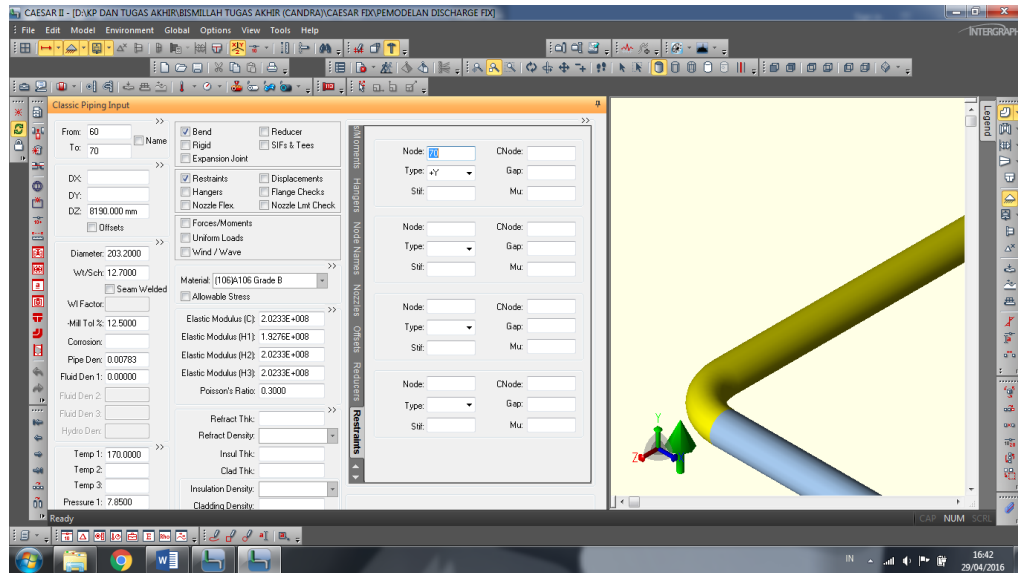 CAESAR II - [D:\KP DAN TUGAS AKHIR\BISMILLAH TUGAS AKHIR (CANDRA)\CAESAR FIX\PEMODELAN DISCHARGE FIX]
File Edit Model Environment Global Options View Tools Help
INTERGRAPH
Classic Piping Input
>>
From: 60
To: 70
Name
>>
DX:
DY:
DZ: 8190.000 mm
Offsets
>>
Diameter: 203.2000
Wt/Sch: 12.7000
Seam Welded
Wl Factor:
-Mill Tol %: 12.5000
Corrosion:
Pipe Den: 0.00783
Fluid Den 1: 0.00000
Fluid Den 2:
Fluid Den 3:
Hydro Den:
>>
Temp 1: 170.0000
Temp 2:
Temp 3:
Pressure 1: 7.8500
Bend
Reducer
Rigid
SIFs & Tees
Expansion Joint
Restraints
Displacements
Hangers
Flange Checks
Nozzle Flex.
Nozzle Lmt Check
Forces/Moments
Uniform Loads
Wind / Wave
>>
Material: (106)A106 Grade B
Allowable Stress
>>
Elastic Modulus (C): 2.0233E+008
Elastic Modulus (H1): 1.9276E+008
Elastic Modulus (H2): 2.0233E+008
Elastic Modulus (H3): 2.0233E+008
Poisson's Ratio: 0.3000
>>
Refract Thk:
Refract Density:
Insul Thk:
Clad Thk:
Insulation Density:
Cladding Density:
s/Moments
Hangers
Node Names
Nozzles
Offsets
Reducers
Restraints
>>
Node: 70 CNode:
Type: +Y Gap:
Stif: Mu:
Node: CNode:
Type: Gap:
Stif: Mu:
Node: CNode:
Type: Gap:
Stif: Mu:
Node: CNode:
Type: Gap:
Stif: Mu:
Y
Z
Legend
Ready
CAP NUM SCRL
IN
16:42
29/04/2016